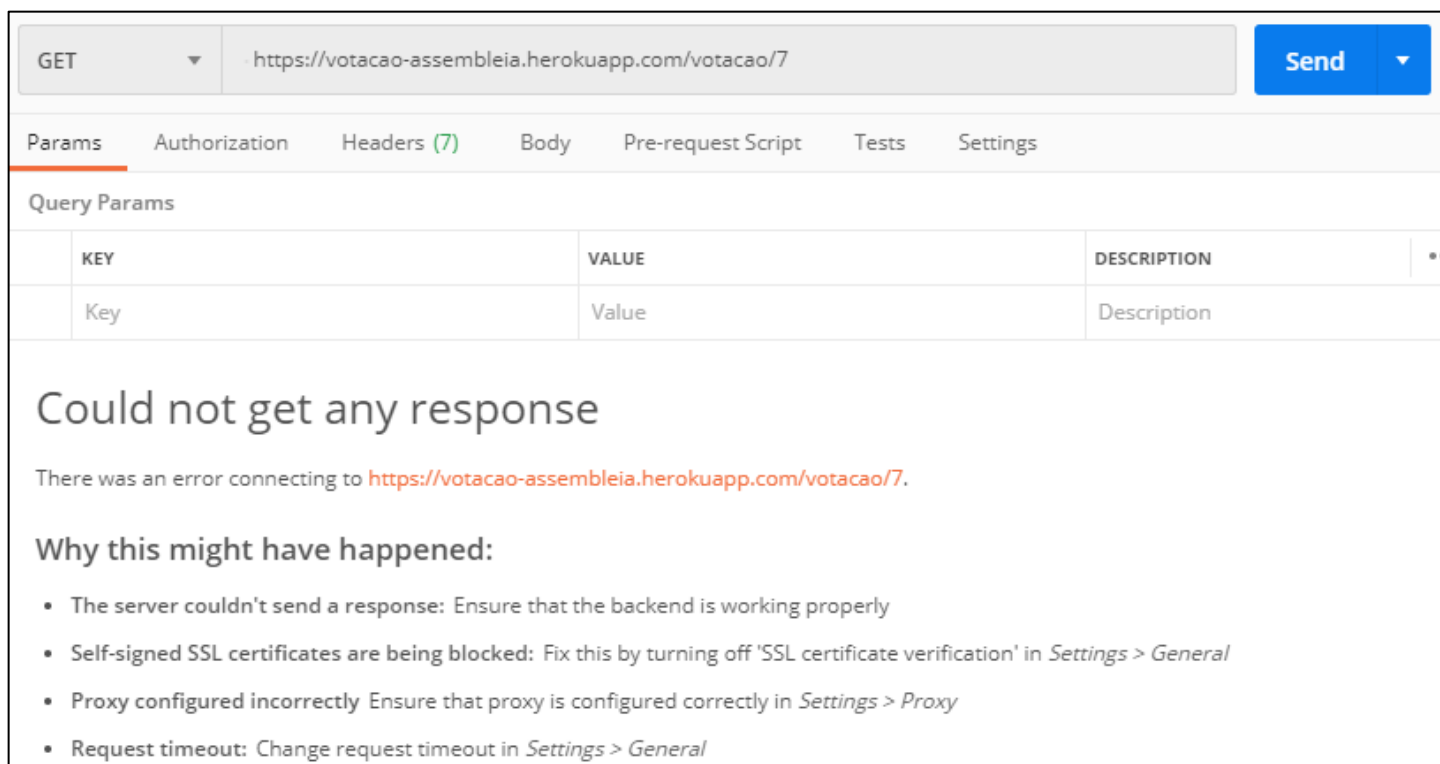 GET https://votacao-assembleia.herokuapp.com/votacao/7 Send
Params Authorization Headers (7) Body Pre-request Script Tests Settings
Query Params
KEY VALUE DESCRIPTION
Key Value Description
Could not get any response
There was an error connecting to https://votacao-assembleia.herokuapp.com/votacao/7.
Why this might have happened:
• The server couldn't send a response: Ensure that the backend is working properly
• Self-signed SSL certificates are being blocked: Fix this by turning off 'SSL certificate verification' in Settings > General
• Proxy configured incorrectly Ensure that proxy is configured correctly in Settings > Proxy
• Request timeout: Change request timeout in Settings > General